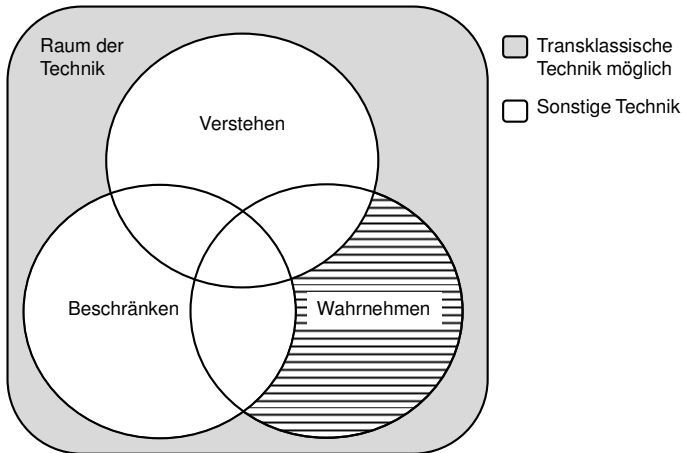 Raum der
Technik
Verstehen
Beschränken
Wahrnehmen
Transklassische
Technik möglich
Sonstige Technik